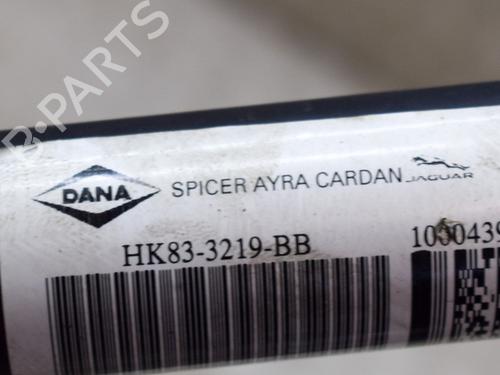 B-PARTS
DANA SPICER AYRA CARDAN JAGUAR
HK83-3219-BB 1000439